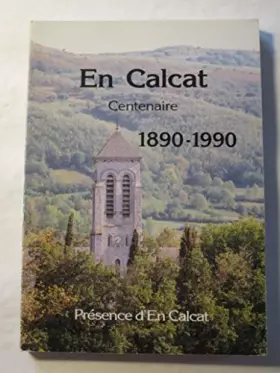 En Calcat
Centenaire
1890-1990
Présence d'En Calcat